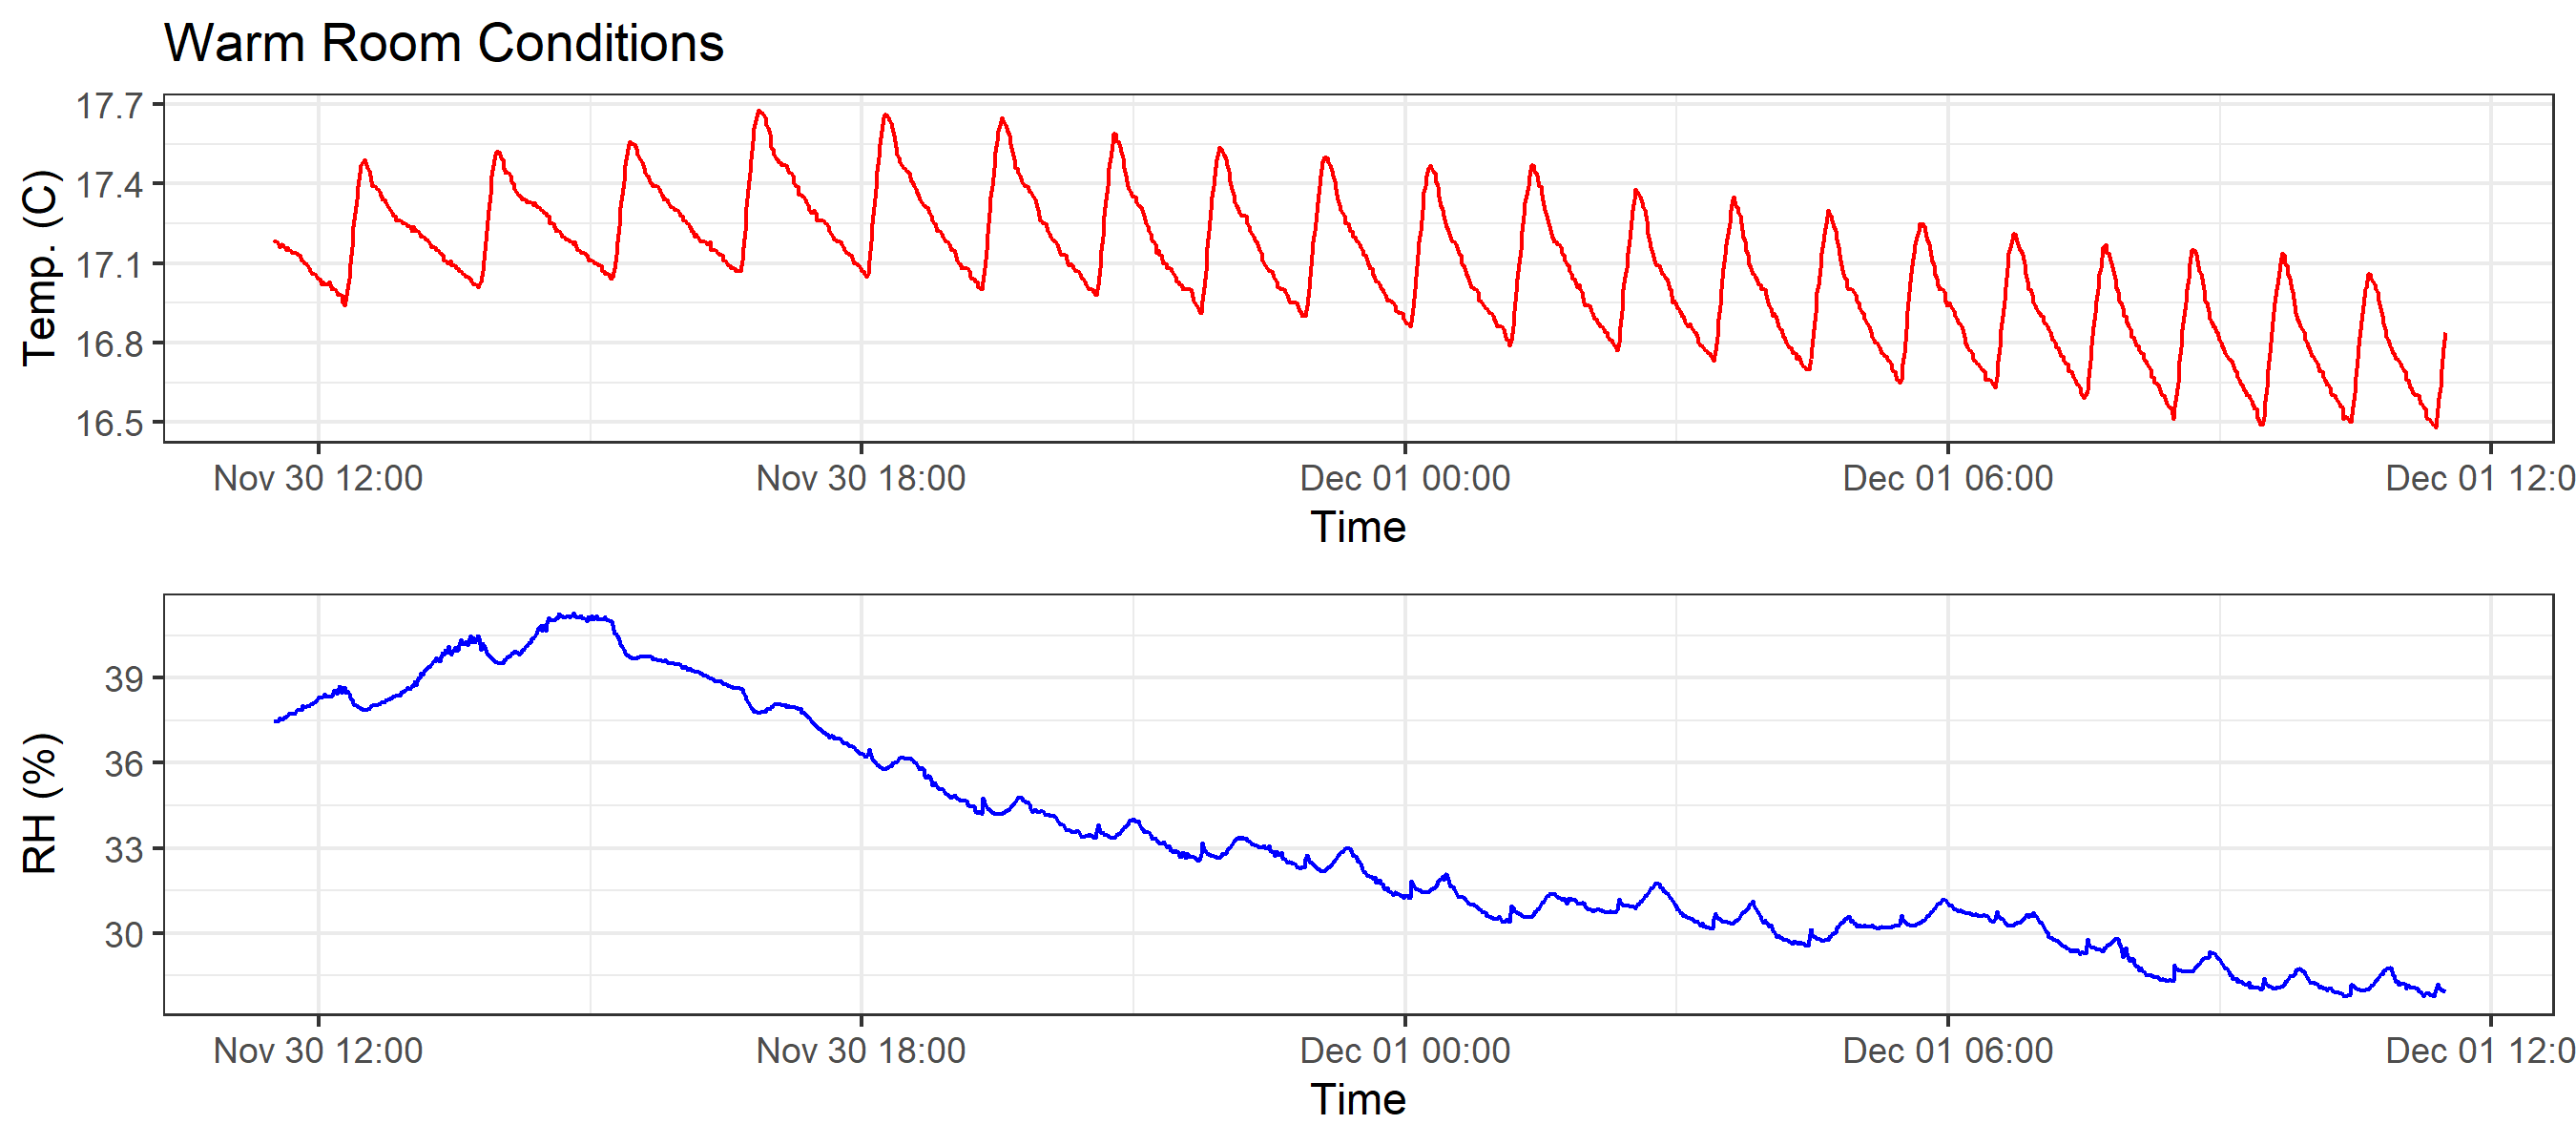 Warm Room Conditions
Temp. (C)
17.7
17.4
17.1
16.8
16.5
Nov 30 12:00 Nov 30 18:00 Dec 01 00:00 Dec 01 06:00 Dec 01 12:0
Time
RH (%)
39
36
33
30
Nov 30 12:00 Nov 30 18:00 Dec 01 00:00 Dec 01 06:00 Dec 01 12:0
Time